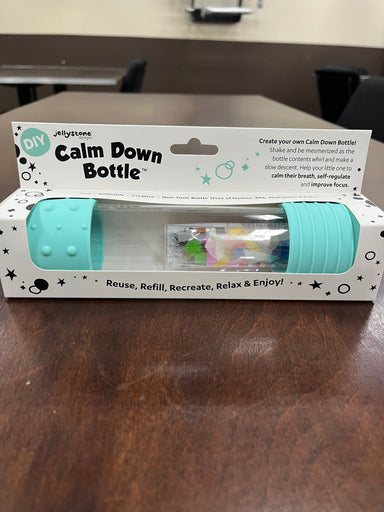 DIY
jellystone
designs
Calm Down
Bottle™
Create your own Calm Down Bottle!
Shake and be mesmerized as the
bottle contents whirl and make a
slow descent. Help your little one to
calm their breath, self-regulate
and improve focus.
Reuse, Refill, Recreate, Relax & Enjoy!